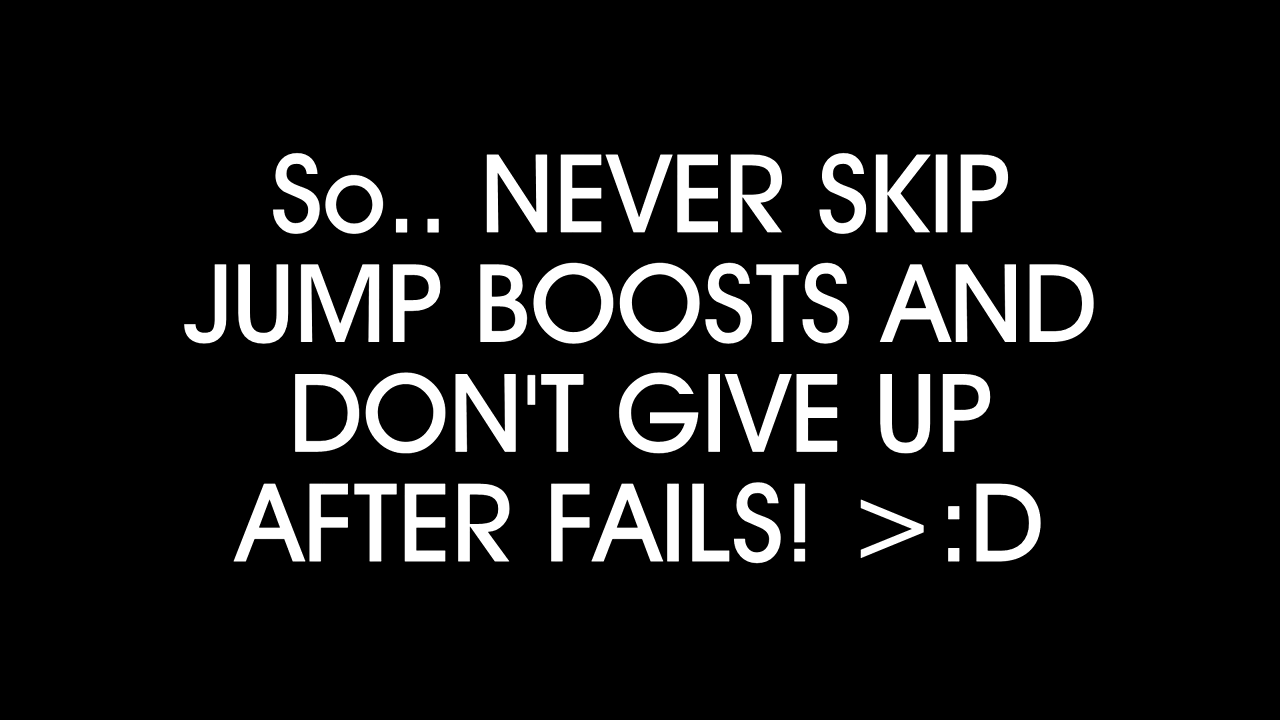 So.. NEVER SKIP
JUMP BOOSTS AND
DON'T GIVE UP
AFTER FAILS! >:D